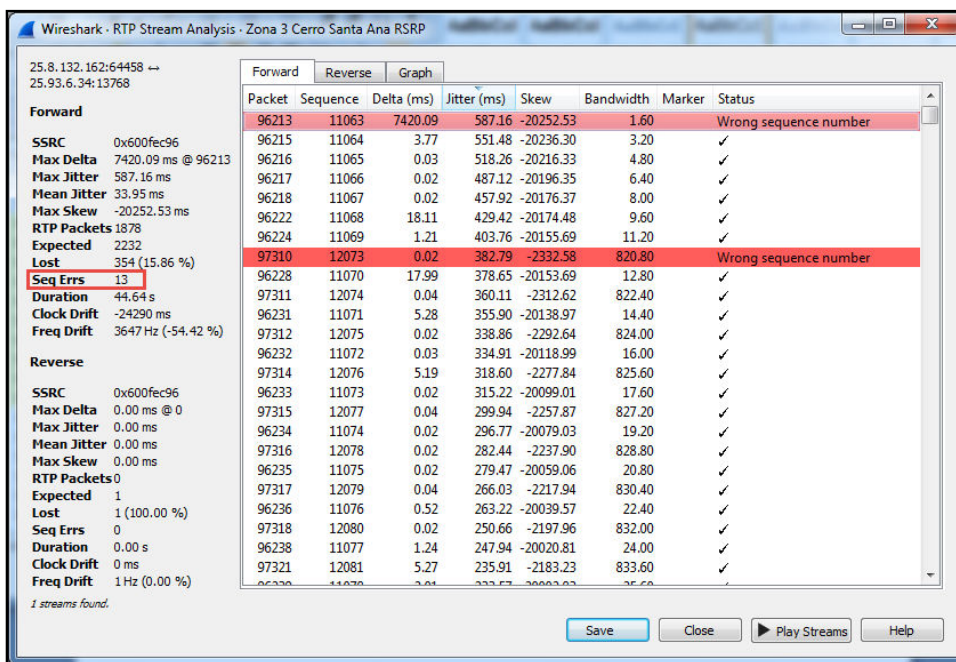 Wireshark · RTP Stream Analysis · Zona 3 Cerro Santa Ana RSRP
25.8.132.162:64458 ↔
25.93.6.34:13768
Forward
SSRC 0x600fec96
Max Delta 7420.09 ms @ 96213
Max Jitter 587.16 ms
Mean Jitter 33.95 ms
Max Skew -20252.53 ms
RTP Packets 1878
Expected 2232
Lost 354 (15.86 %)
Seq Errs 13
Duration 44.64 s
Clock Drift -24290 ms
Freq Drift 3647 Hz (-54.42 %)
Reverse
SSRC 0x600fec96
Max Delta 0.00 ms @ 0
Max Jitter 0.00 ms
Mean Jitter 0.00 ms
Max Skew 0.00 ms
RTP Packets 0
Expected 1
Lost 1 (100.00 %)
Seq Errs 0
Duration 0.00 s
Clock Drift 0 ms
Freq Drift 1 Hz (0.00 %)
1 streams found.
Forward Reverse Graph
Packet Sequence Delta (ms) Jitter (ms) Skew Bandwidth Marker Status
96213 11063 7420.09 587.16 -20252.53 1.60 Wrong sequence number
96215 11064 3.77 551.48 -20236.30 3.20 ✓
96216 11065 0.03 518.26 -20216.33 4.80 ✓
96217 11066 0.02 487.12 -20196.35 6.40 ✓
96218 11067 0.02 457.92 -20176.37 8.00 ✓
96222 11068 18.11 429.42 -20174.48 9.60 ✓
96224 11069 1.21 403.76 -20155.69 11.20 ✓
97310 12073 0.02 382.79 -2332.58 820.80 Wrong sequence number
96228 11070 17.99 378.65 -20153.69 12.80 ✓
97311 12074 0.04 360.11 -2312.62 822.40 ✓
96231 11071 5.28 355.90 -20138.97 14.40 ✓
97312 12075 0.02 338.86 -2292.64 824.00 ✓
96232 11072 0.03 334.91 -20118.99 16.00 ✓
97314 12076 5.19 318.60 -2277.84 825.60 ✓
96233 11073 0.02 315.22 -20099.01 17.60 ✓
97315 12077 0.04 299.94 -2257.87 827.20 ✓
96234 11074 0.02 296.77 -20079.03 19.20 ✓
97316 12078 0.02 282.44 -2237.90 828.80 ✓
96235 11075 0.02 279.47 -20059.06 20.80 ✓
97317 12079 0.04 266.03 -2217.94 830.40 ✓
96236 11076 0.52 263.22 -20039.57 22.40 ✓
97318 12080 0.02 250.66 -2197.96 832.00 ✓
96238 11077 1.24 247.94 -20020.81 24.00 ✓
97321 12081 5.27 235.91 -2183.23 833.60 ✓
Save Close Play Streams Help